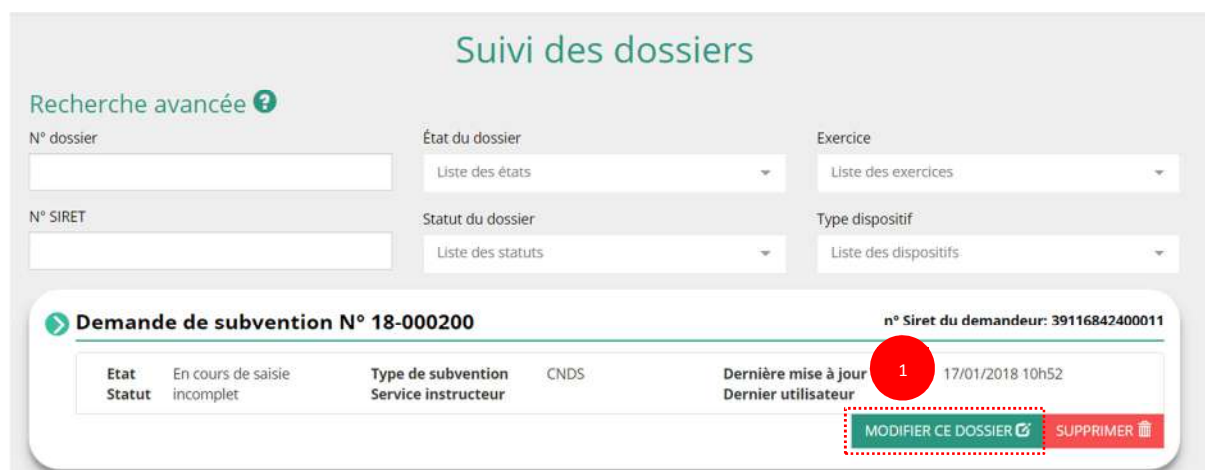 Suivi des dossiers
Recherche avancée ?
N° dossier
État du dossier
Exercice
Liste des états
Liste des exercices
N° SIRET
Statut du dossier
Type dispositif
Liste des statuts
Liste des dispositifs
Demande de subvention N° 18-000200
n° Siret du demandeur: 39116842400011
Etat En cours de saisie Type de subvention CNDS Dernière mise à jour 1 17/01/2018 10h52
Statut incomplet Service instructeur Dernier utilisateur
MODIFIER CE DOSSIER SUPPRIMER